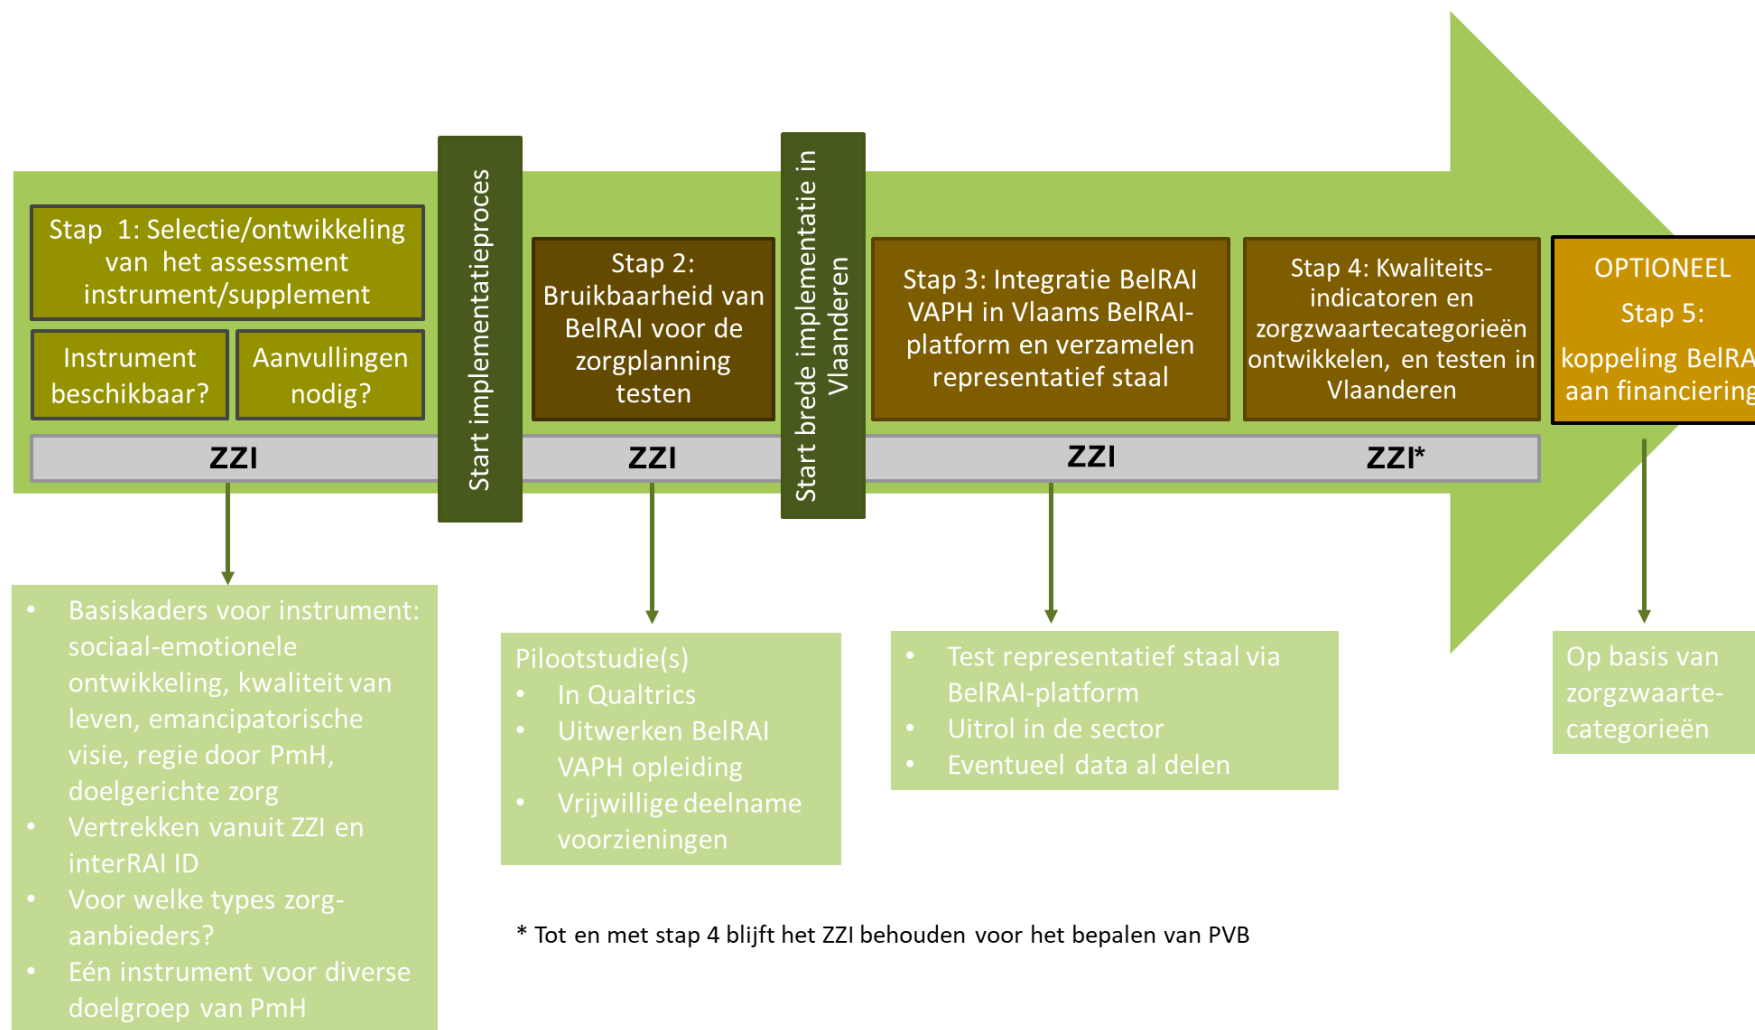 Stap 1: Selectie/ontwikkeling
van het assessment
instrument/supplement
Instrument
beschikbaar?
Aanvullingen
nodig?
ZZI
Start implementatieproces
Stap 2:
Bruikbaarheid van
BelRAI voor de
zorgplanning
testen
ZZI
Start brede implementatie in
Vlaanderen
Stap 3: Integratie BelRAI
VAPH in Vlaams BelRAI-
platform en verzamelen
representatief staal
ZZI
Stap 4: Kwaliteits-
indicatoren en
zorgzwaartecategorieën
ontwikkelen, en testen in
Vlaanderen
ZZI*
OPTIONEEL
Stap 5:
koppeling BelRA
aan financiering
• Basiskaders voor instrument:
sociaal-emotionele
ontwikkeling, kwaliteit van
leven, emancipatorische
visie, regie door PmH,
doelgerichte zorg
• Vertrekken vanuit ZZI en
interRAI ID
• Voor welke types zorg-
aanbieders?
• Eén instrument voor diverse
doelgroep van PmH
Pilootstudie(s)
• In Qualtrics
• Uitwerken BelRAI
VAPH opleiding
• Vrijwillige deelname
voorzieningen
• Test representatief staal via
BelRAI-platform
• Uitrol in de sector
• Eventueel data al delen
Op basis van
zorgzwaarte-
categorieën
* Tot en met stap 4 blijft het ZZI behouden voor het bepalen van PVB